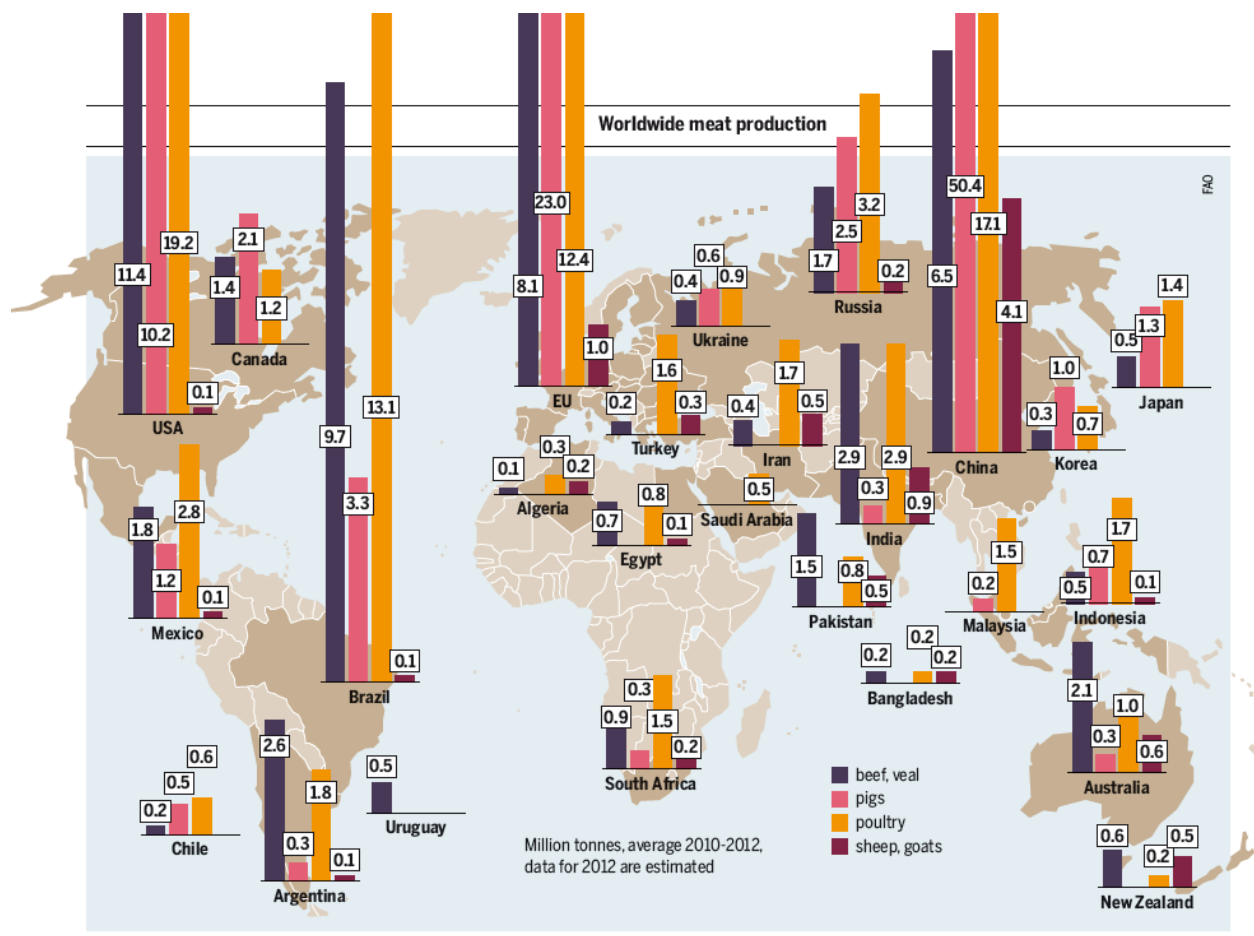 Worldwide meat production
FAO
11.4
10.2
19.2
0.1
USA
1.4
2.1
1.2
Canada
9.7
3.3
13.1
0.1
Brazil
8.1
23.0
12.4
1.0
EU
0.4
0.6
0.9
Ukraine
1.7
2.5
3.2
0.2
Russia
6.5
50.4
17.1
4.1
China
0.5
1.3
1.4
Japan
0.3
1.0
0.7
Korea
0.2
1.6
0.3
Turkey
0.4
1.7
0.5
Iran
2.9
0.3
2.9
0.9
India
1.8
1.2
2.8
0.1
Mexico
0.1
0.3
0.2
Algeria
0.7
0.8
0.1
Egypt
0.5
Saudi Arabia
1.5
0.8
0.5
Pakistan
0.2
1.5
Malaysia
0.5
0.7
1.7
0.1
Indonesia
0.2
0.2
0.2
Bangladesh
0.9
0.3
1.5
0.2
South Africa
2.1
0.3
1.0
0.6
Australia
0.2
0.5
0.6
Chile
2.6
0.3
1.8
0.1
Argentina
0.5
Uruguay
0.6
0.2
0.5
New Zealand
beef, veal
pigs
poultry
sheep, goats
Million tonnes, average 2010-2012,
data for 2012 are estimated